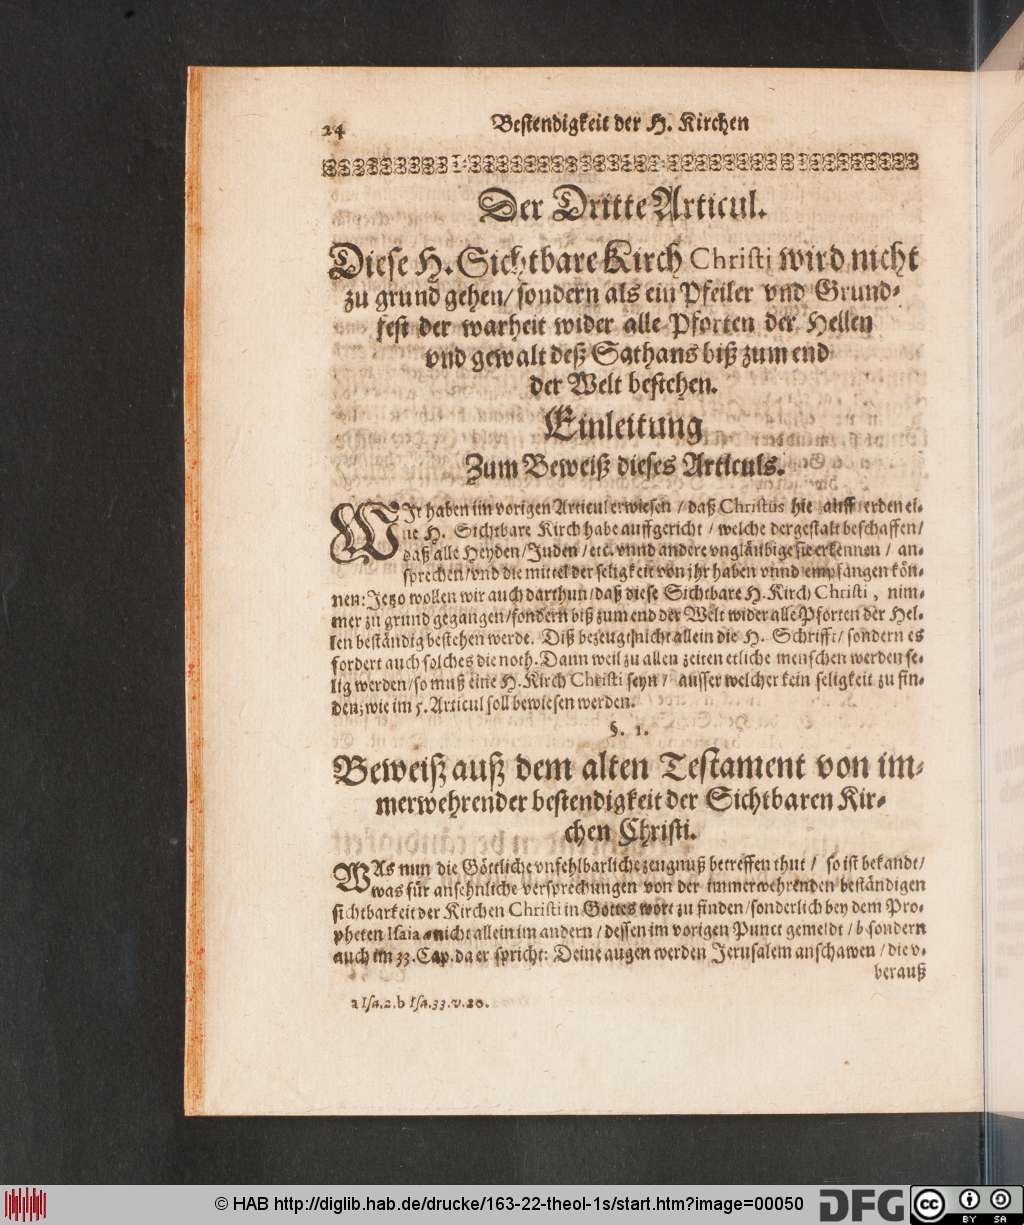 24 Bestendigkeit der H. Kirchen
Der Dritte Articul.
Diese H. Sichtbare Kirch Christi wird nicht
zu grund gehen/ sondern als ein Pfeiler vnd Grund-
fest der warheit wider alle Pforten der Hellen
vnd gewalt deß Sathans biß zum end
der Welt bestehen.
Einleitung
Zum Beweiß dieses Articuls.
WIr haben im vorigen Articul erwiesen / daß Christus hie auff erden ei-
ne H. Sichtbare Kirch habe auffgericht / welche dergestalt beschaffen/
daß alle Heyden/Juden / etc. vnnd andere vngläubige sie erkennen / an-
sprechen/vnd die mittel der seligkeit von jhr haben vnnd empfangen kön-
nen: Jetzo wollen wir auch darthun/daß diese Sichtbare H. Kirch Christi , nim-
mer zu grund gegangen/sondern biß zum end der Welt wider alle Pforten der Hel-
len beständig bestehen werde. Diß bezeugt nicht allein die H. Schrifft/ sondern es
fordert auch solches die noth. Dann weil zu allen zeiten etliche menschen werden se-
lig werden/so muß eine H. Kirch Christi seyn / ausser welcher kein seligkeit zu fin-
den; wie im 5. Articul soll bewiesen werden.
§. 1.
Beweiß auß dem alten Testament von im-
merwehrender bestendigkeit der Sichtbaren Kir-
chen Christi.
WAs nun die Göttliche vnfehlbarliche zeugnuß betreffen thut / so ist bekandt/
was für ansehnliche versprechungen von der immerwehrenden beständigen
sichtbarkeit der Kirchen Christi in Gottes wort zu finden/sonderlich bey dem Pro-
pheten Isaia a nicht allein im andern / dessen im vorigen Punct gemeldt / b sondern
auch im 33. Cap. da er spricht: Deine augen werden Jerusalem anschawen / die v-
berauß
a Isa. 2. b Isa. 33. v. 20.
© HAB http://diglib.hab.de/drucke/163-22-theol-1s/start.htm?image=00050
DFG
cc
BY SA